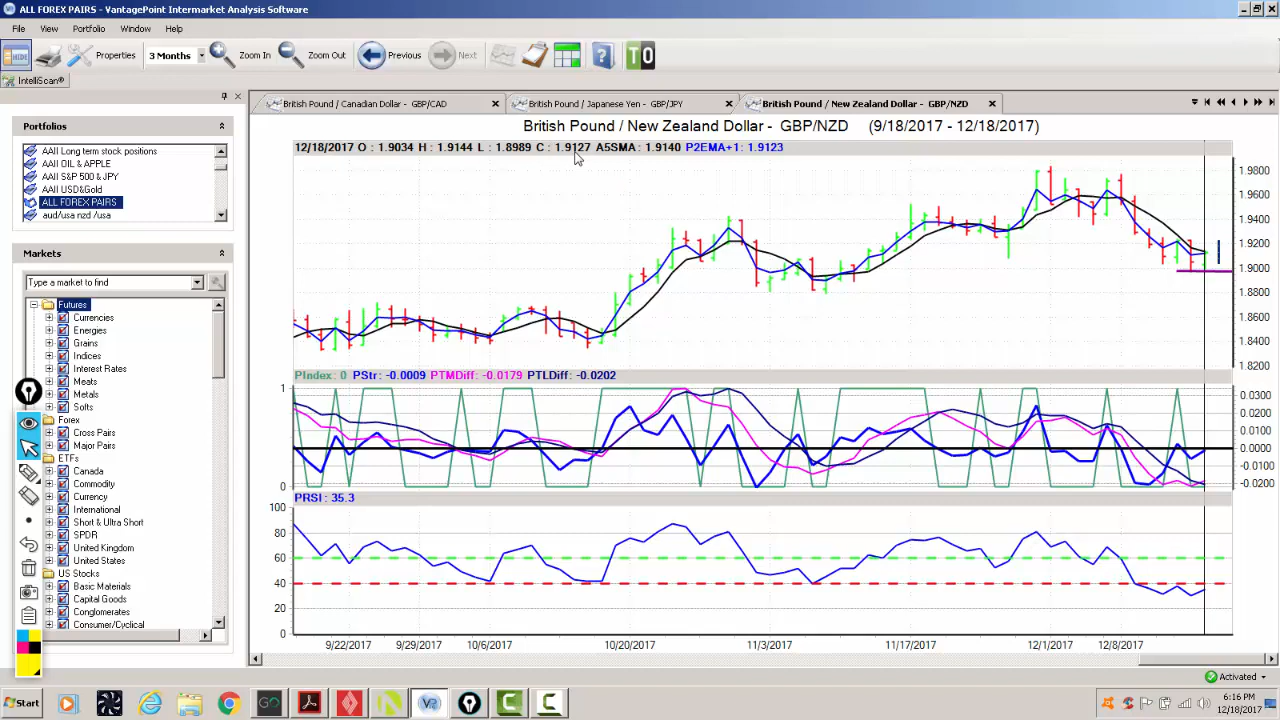 ALL FOREX PAIRS - VantagePoint Intermarket Analysis Software
File View Portfolio Window Help
HIDE Properties 3 Months Zoom In Zoom Out Previous Next TO
IntelliScan®
British Pound / Canadian Dollar - GBP/CAD British Pound / Japanese Yen - GBP/JPY British Pound / New Zealand Dollar - GBP/NZD
Portfolios
AAII Long term stock positions
AAII OIL & APPLE
AAII S&P 500 & JPY
AAII USD&Gold
ALL FOREX PAIRS
aud/usa nzd /usa
Markets
Type a market to find
Futures
Currencies
Energies
Grains
Indices
Interest Rates
Meats
Metals
Softs
Forex
Cross Pairs
Major Pairs
ETFs
Canada
Commodity
Currency
International
Short & Ultra Short
SPDR
United Kingdom
United States
US Stocks
Basic Materials
Capital Goods
Conglomerates
Consumer/Cyclical
British Pound / New Zealand Dollar - GBP/NZD (9/18/2017 - 12/18/2017)
12/18/2017 O : 1.9034 H : 1.9144 L : 1.8989 C : 1.9127 A5SMA : 1.9140 P2EMA+1: 1.9123
1.9800
1.9600
1.9400
1.9200
1.9000
1.8800
1.8600
1.8400
1.8200
PIndex: 0 PStr: -0.0009 PTMDiff: -0.0179 PTLDiff: -0.0202
1
0
0.0300
0.0200
0.0100
0.0000
-0.0100
-0.0200
PRSI: 35.3
100
80
60
40
20
0
9/22/2017 9/29/2017 10/6/2017 10/20/2017 11/3/2017 11/17/2017 12/1/2017 12/8/2017
Activated
Start
6:16 PM
12/18/2017